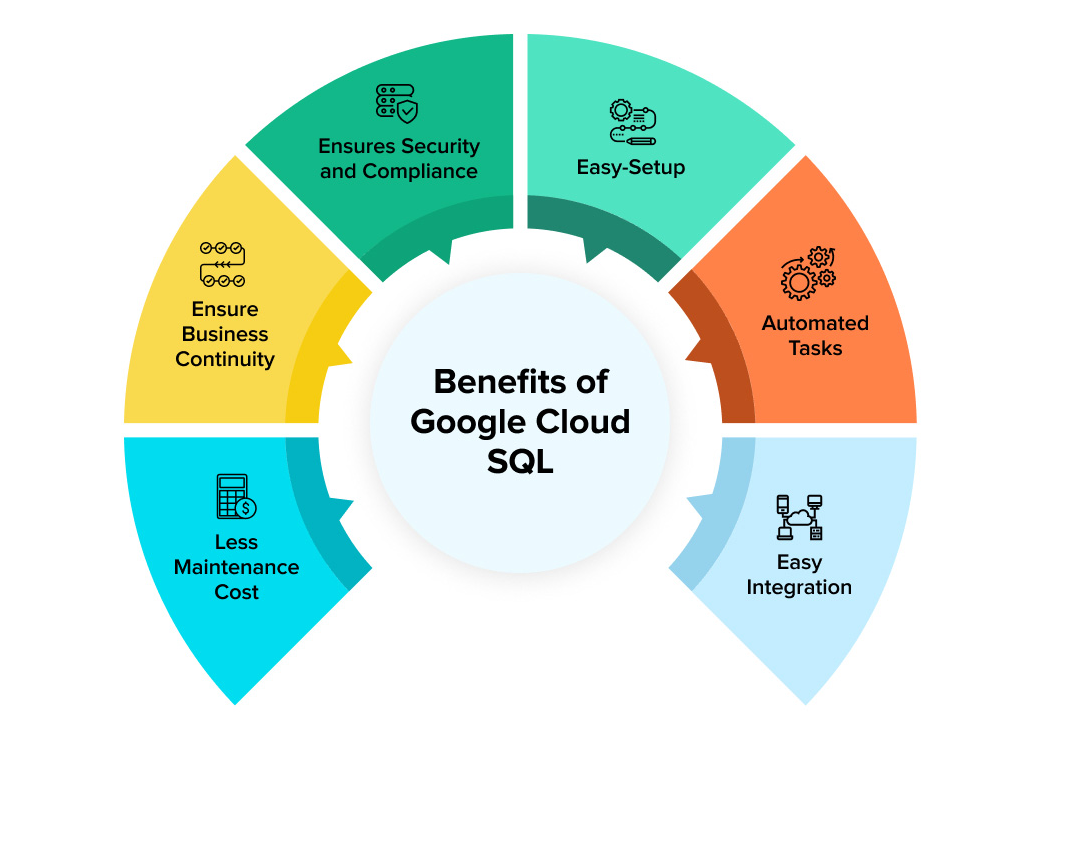 Ensures Security
and Compliance
Easy-Setup
Ensure
Business
Continuity
Automated
Tasks
Benefits of
Google Cloud
SQL
Less
Maintenance
Cost
$
Easy
Integration